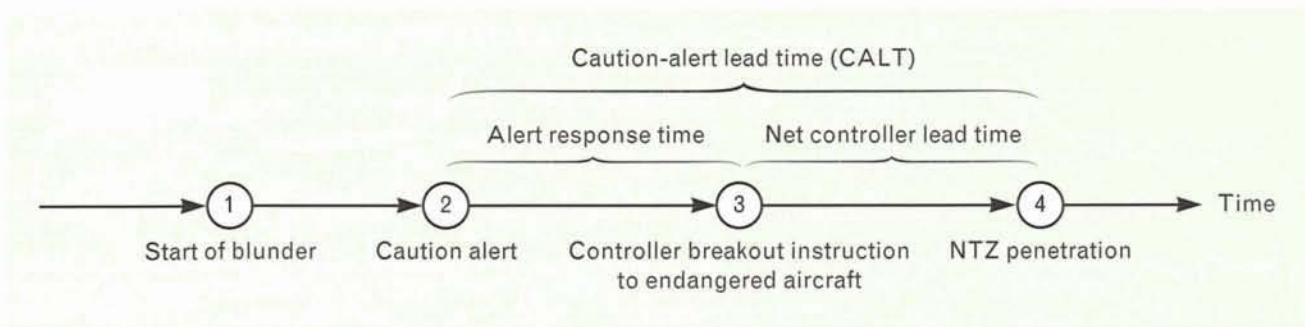 Caution-alert lead time (CALT)
Alert response time
Net controller lead time
1
2
3
4
Time
Start of blunder
Caution alert
Controller breakout instruction
to endangered aircraft
NTZ penetration